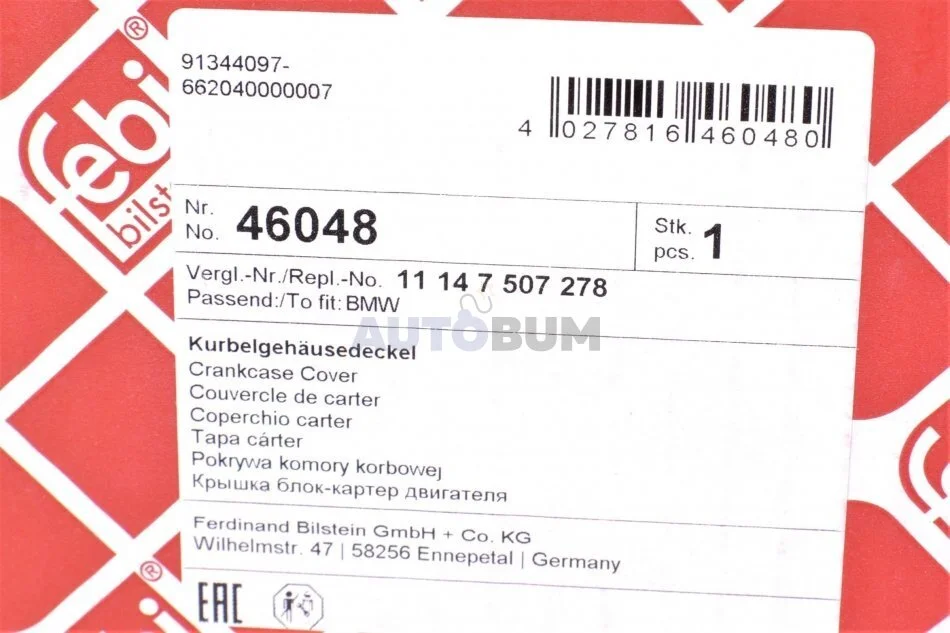 febi®
bilst
91344097-
662040000007
4 027816 460480
Nr.
No. 46048
Stk.
pcs. 1
Vergl.-Nr./Repl.-No. 11 14 7 507 278
Passend:/To fit: BMW
AUTOBUM
Kurbelgehäusedeckel
Crankcase Cover
Couvercle de carter
Coperchio carter
Tapa cárter
Pokrywa komory korbowej
Крышка блок-картер двигателя
Ferdinand Bilstein GmbH + Co. KG
Wilhelmstr. 47 | 58256 Ennepetal | Germany
EAC